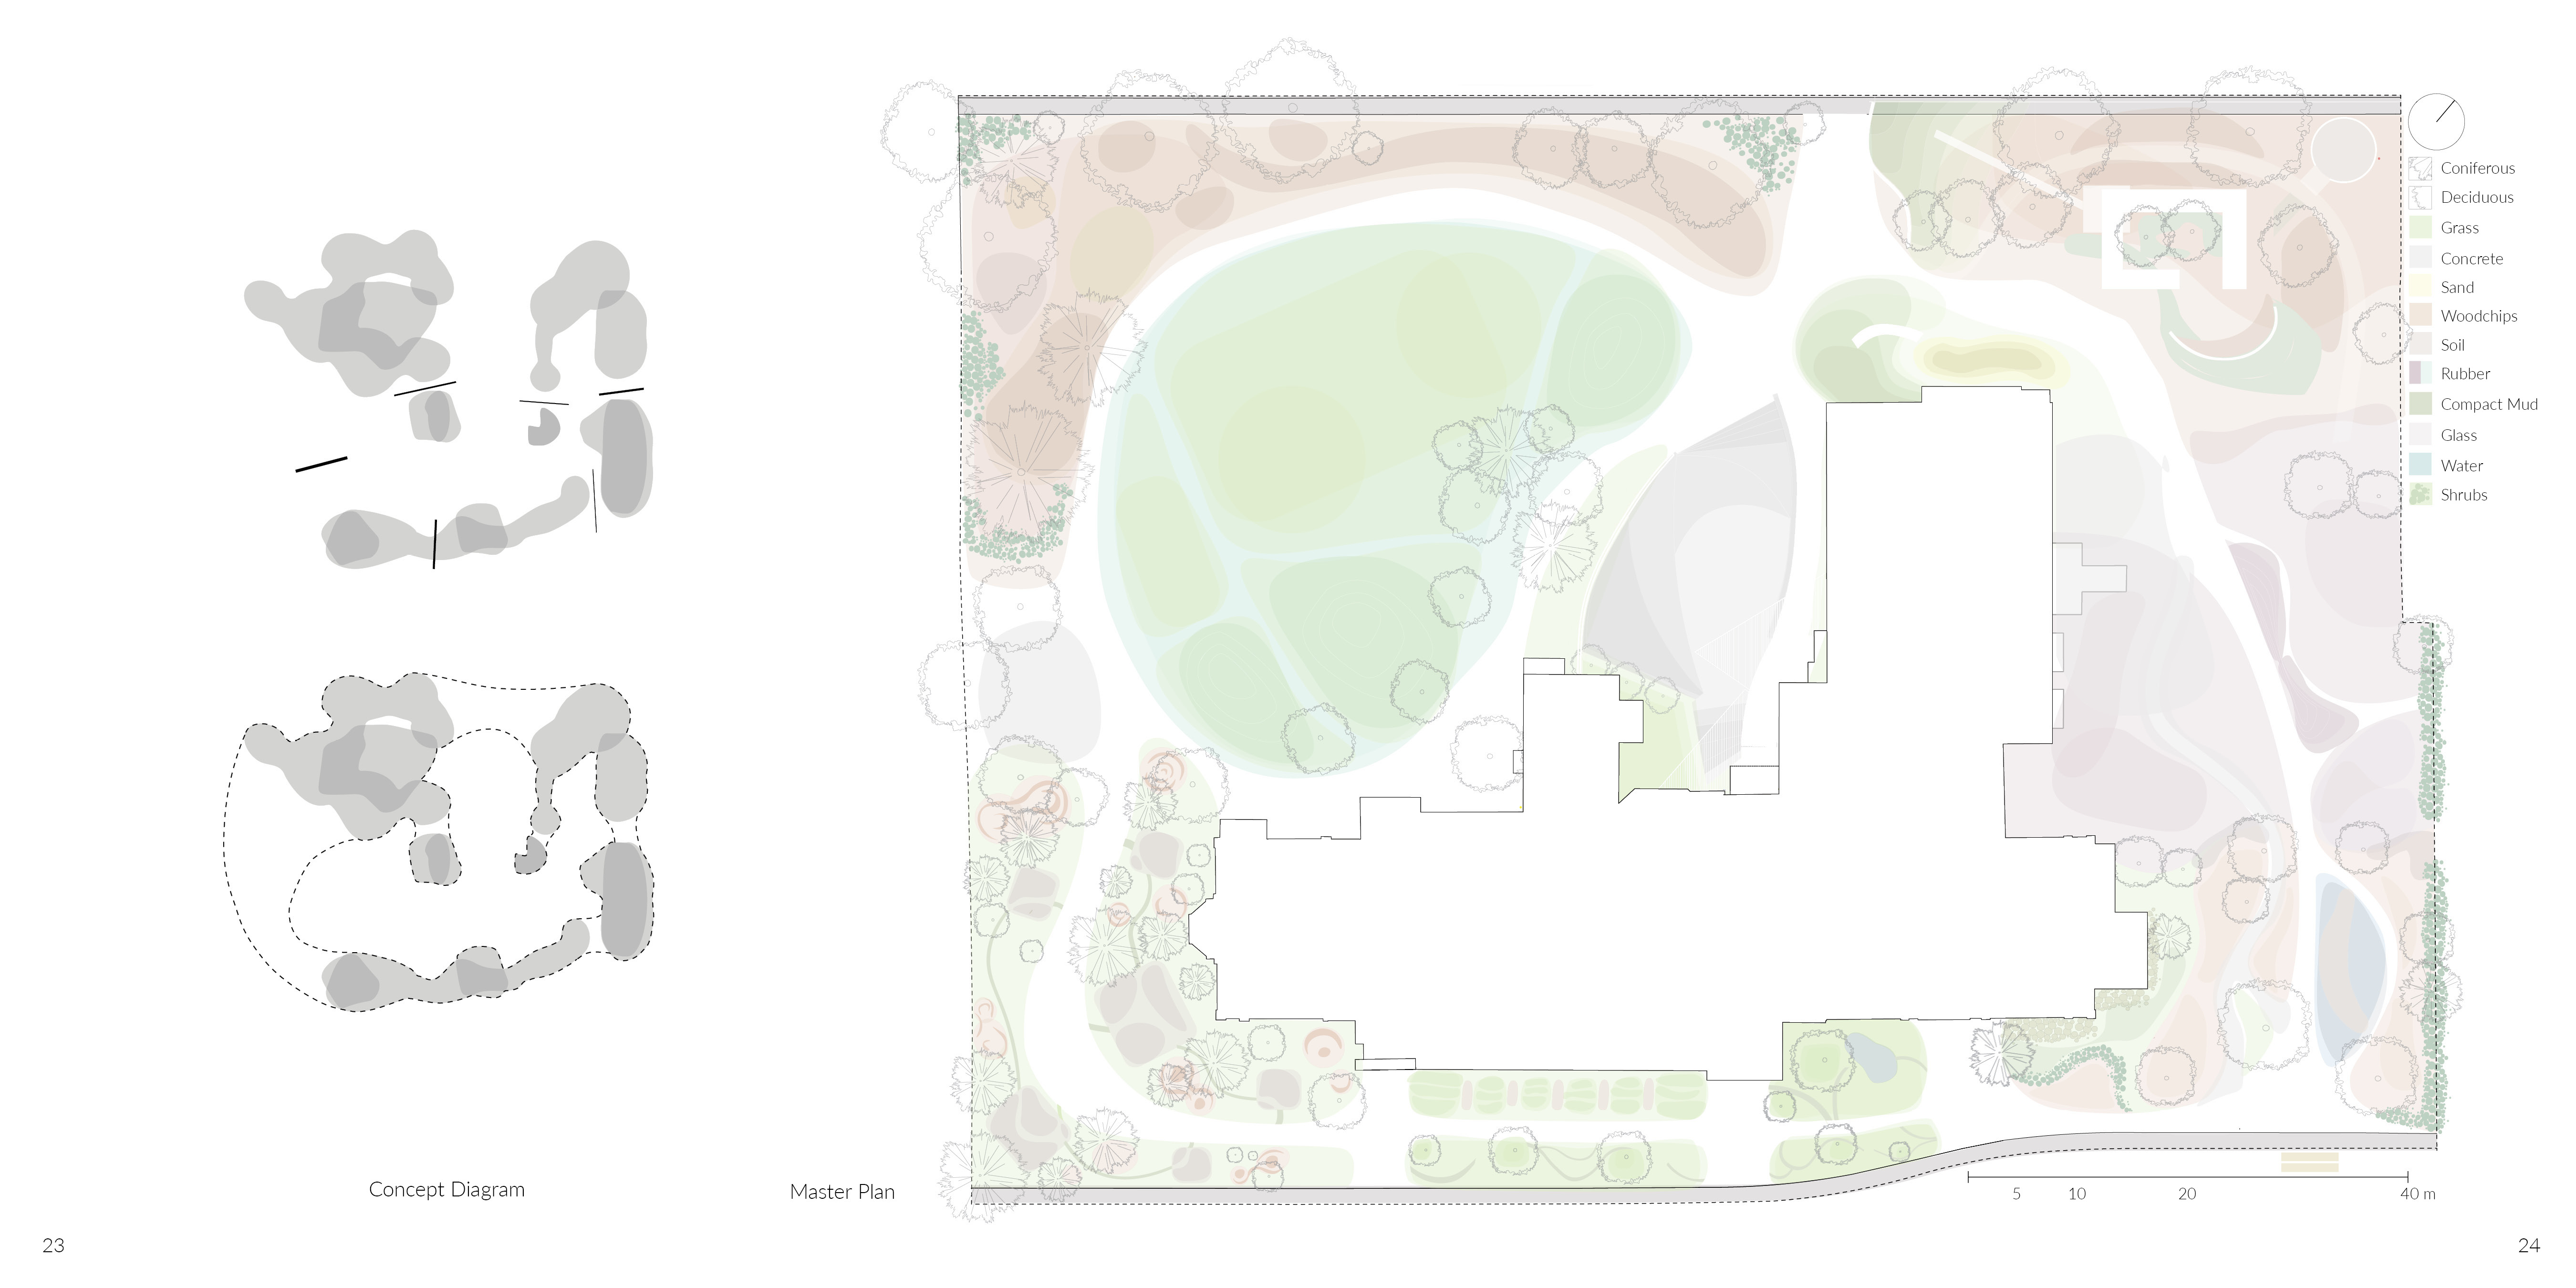 Coniferous
Deciduous
Grass
Concrete
Sand
Woodchips
Soil
Rubber
Compact Mud
Glass
Water
Shrubs
Concept Diagram
Master Plan
5 10 20 40 m
23
24